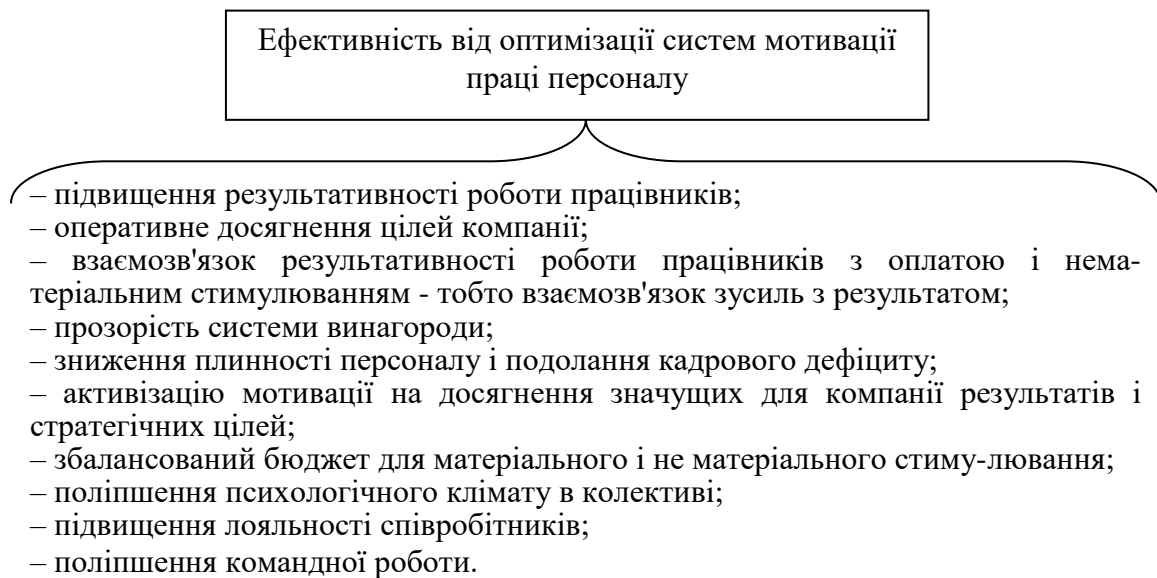 Ефективність від оптимізації систем мотивації
праці персоналу
– підвищення результативності роботи працівників;
– оперативне досягнення цілей компанії;
– взаємозв'язок результативності роботи працівників з оплатою і нема-
теріальним стимулюванням - тобто взаємозв'язок зусиль з результатом;
– прозорість системи винагороди;
– зниження плинності персоналу і подолання кадрового дефіциту;
– активізацію мотивації на досягнення значущих для компанії результатів і
стратегічних цілей;
– збалансований бюджет для матеріального і не матеріального стиму-лювання;
– поліпшення психологічного клімату в колективі;
– підвищення лояльності співробітників;
– поліпшення командної роботи.